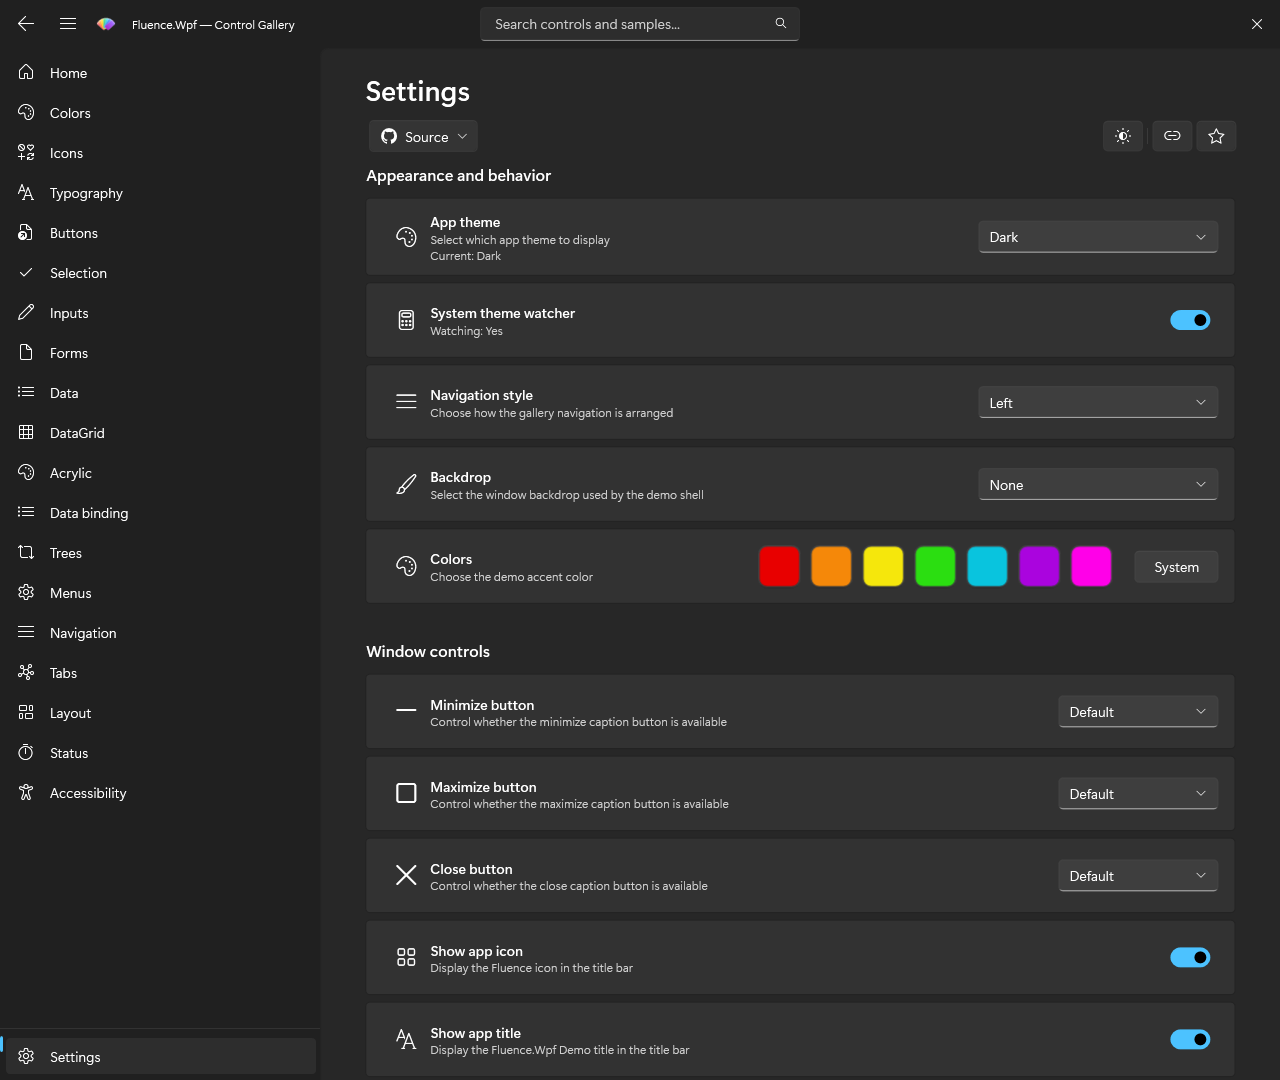 Fluence.Wpf — Control Gallery
Search controls and samples...
Home
Colors
Icons
Typography
Buttons
Selection
Inputs
Forms
Data
DataGrid
Acrylic
Data binding
Trees
Menus
Navigation
Tabs
Layout
Status
Accessibility
Settings
Settings
Source
Appearance and behavior
App theme
Select which app theme to display
Current: Dark
Dark
System theme watcher
Watching: Yes
Navigation style
Choose how the gallery navigation is arranged
Left
Backdrop
Select the window backdrop used by the demo shell
None
Colors
Choose the demo accent color
System
Window controls
Minimize button
Control whether the minimize caption button is available
Default
Maximize button
Control whether the maximize caption button is available
Default
Close button
Control whether the close caption button is available
Default
Show app icon
Display the Fluence icon in the title bar
Show app title
Display the Fluence.Wpf Demo title in the title bar